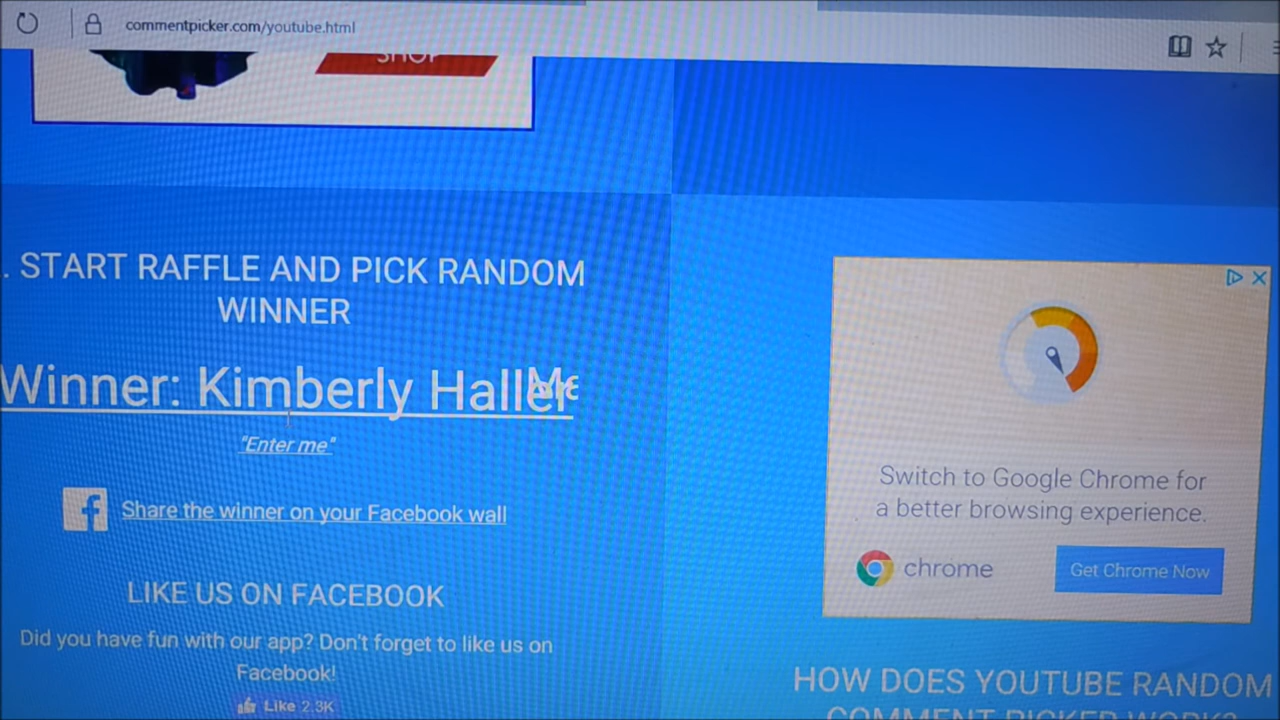 commentpicker.com/youtube.html
SHOP
. START RAFFLE AND PICK RANDOM
WINNER
Winner: Kimberly Haller
"Enter me"
Share the winner on your Facebook wall
LIKE US ON FACEBOOK
Did you have fun with our app? Don't forget to like us on
Facebook!
Like 2.3K
Switch to Google Chrome for
a better browsing experience.
chrome
Get Chrome Now
HOW DOES YOUTUBE RANDOM
COMMENT PICKER WORK?